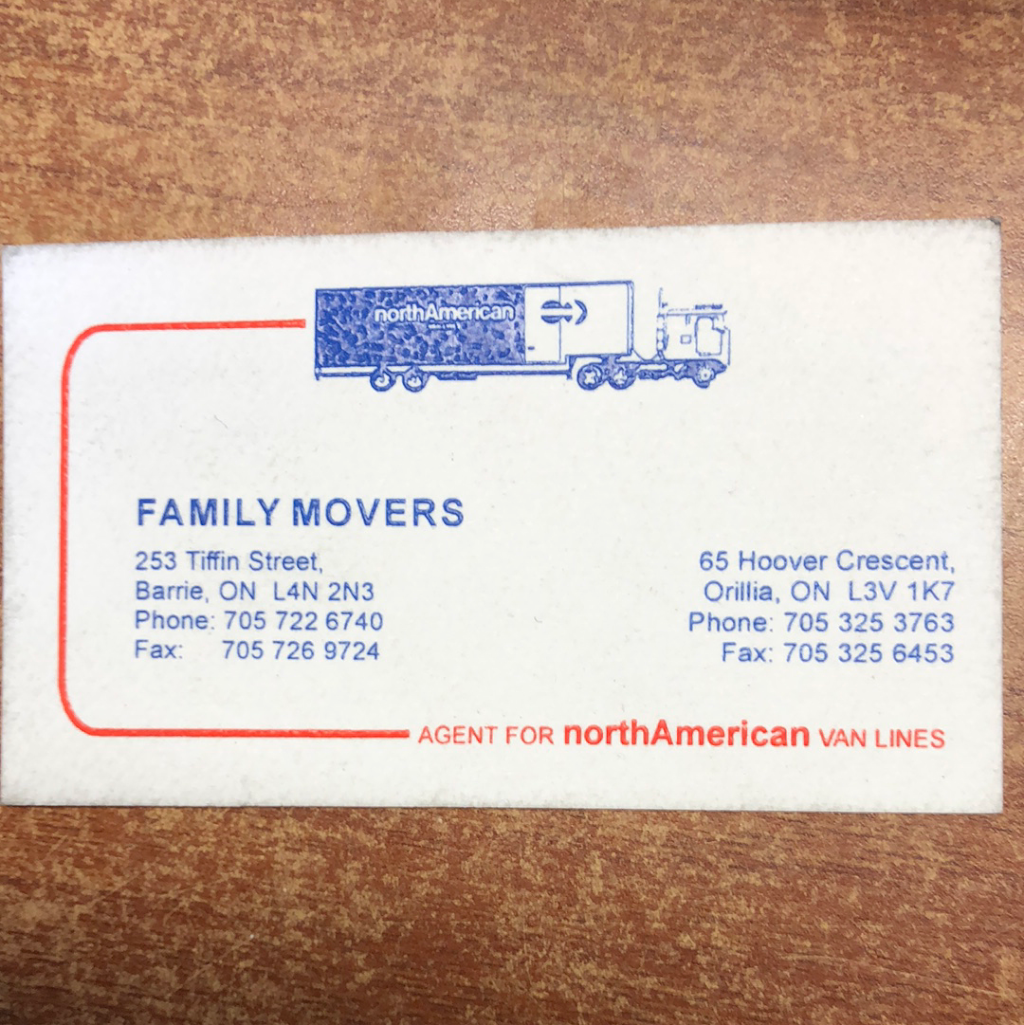 northAmerican
FAMILY MOVERS
253 Tiffin Street,
Barrie, ON L4N 2N3
Phone: 705 722 6740
Fax: 705 726 9724
65 Hoover Crescent,
Orillia, ON L3V 1K7
Phone: 705 325 3763
Fax: 705 325 6453
AGENT FOR northAmerican VAN LINES